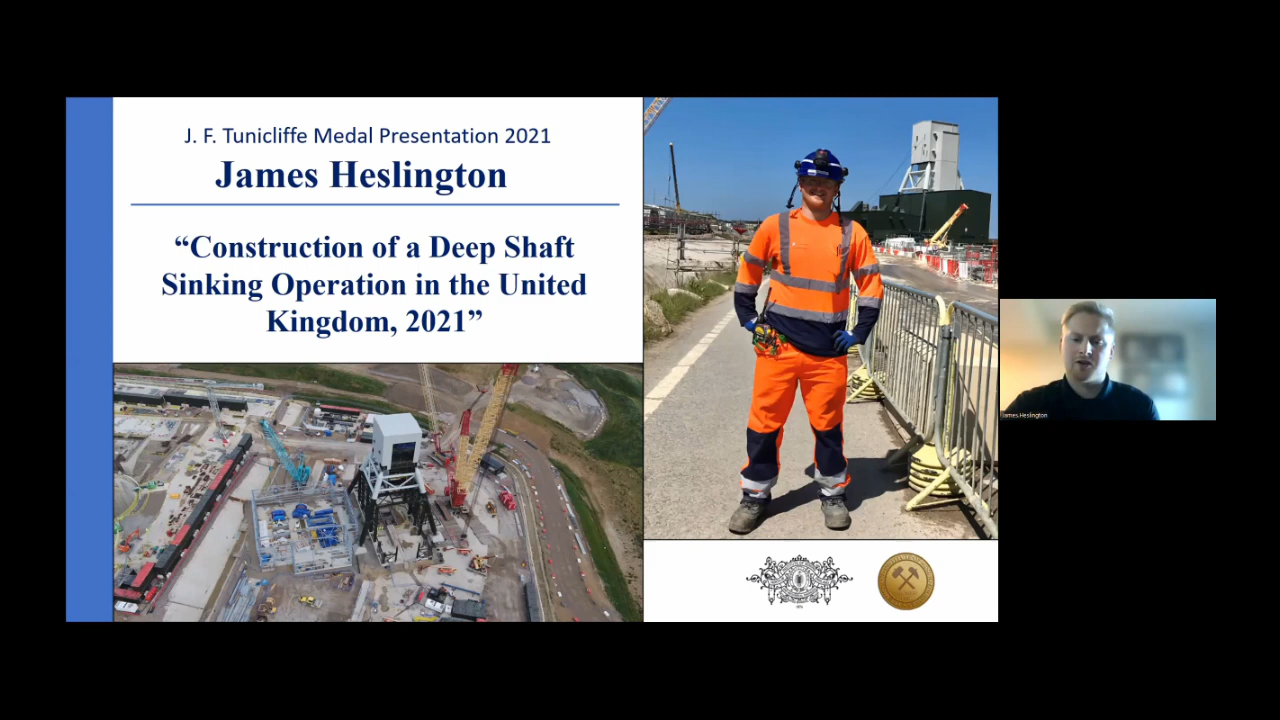 J. F. Tunicliffe Medal Presentation 2021
James Heslington
“Construction of a Deep Shaft
Sinking Operation in the United
Kingdom, 2021”
James Heslington